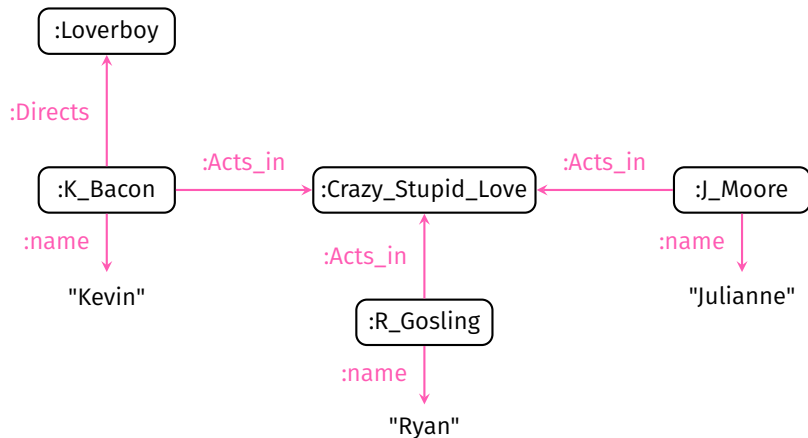 :Loverboy
:Directs
:Acts_in
:Acts_in
:K_Bacon
:Crazy_Stupid_Love
:J_Moore
:name
:Acts_in
:name
"Kevin"
"Julianne"
:R_Gosling
:name
"Ryan"